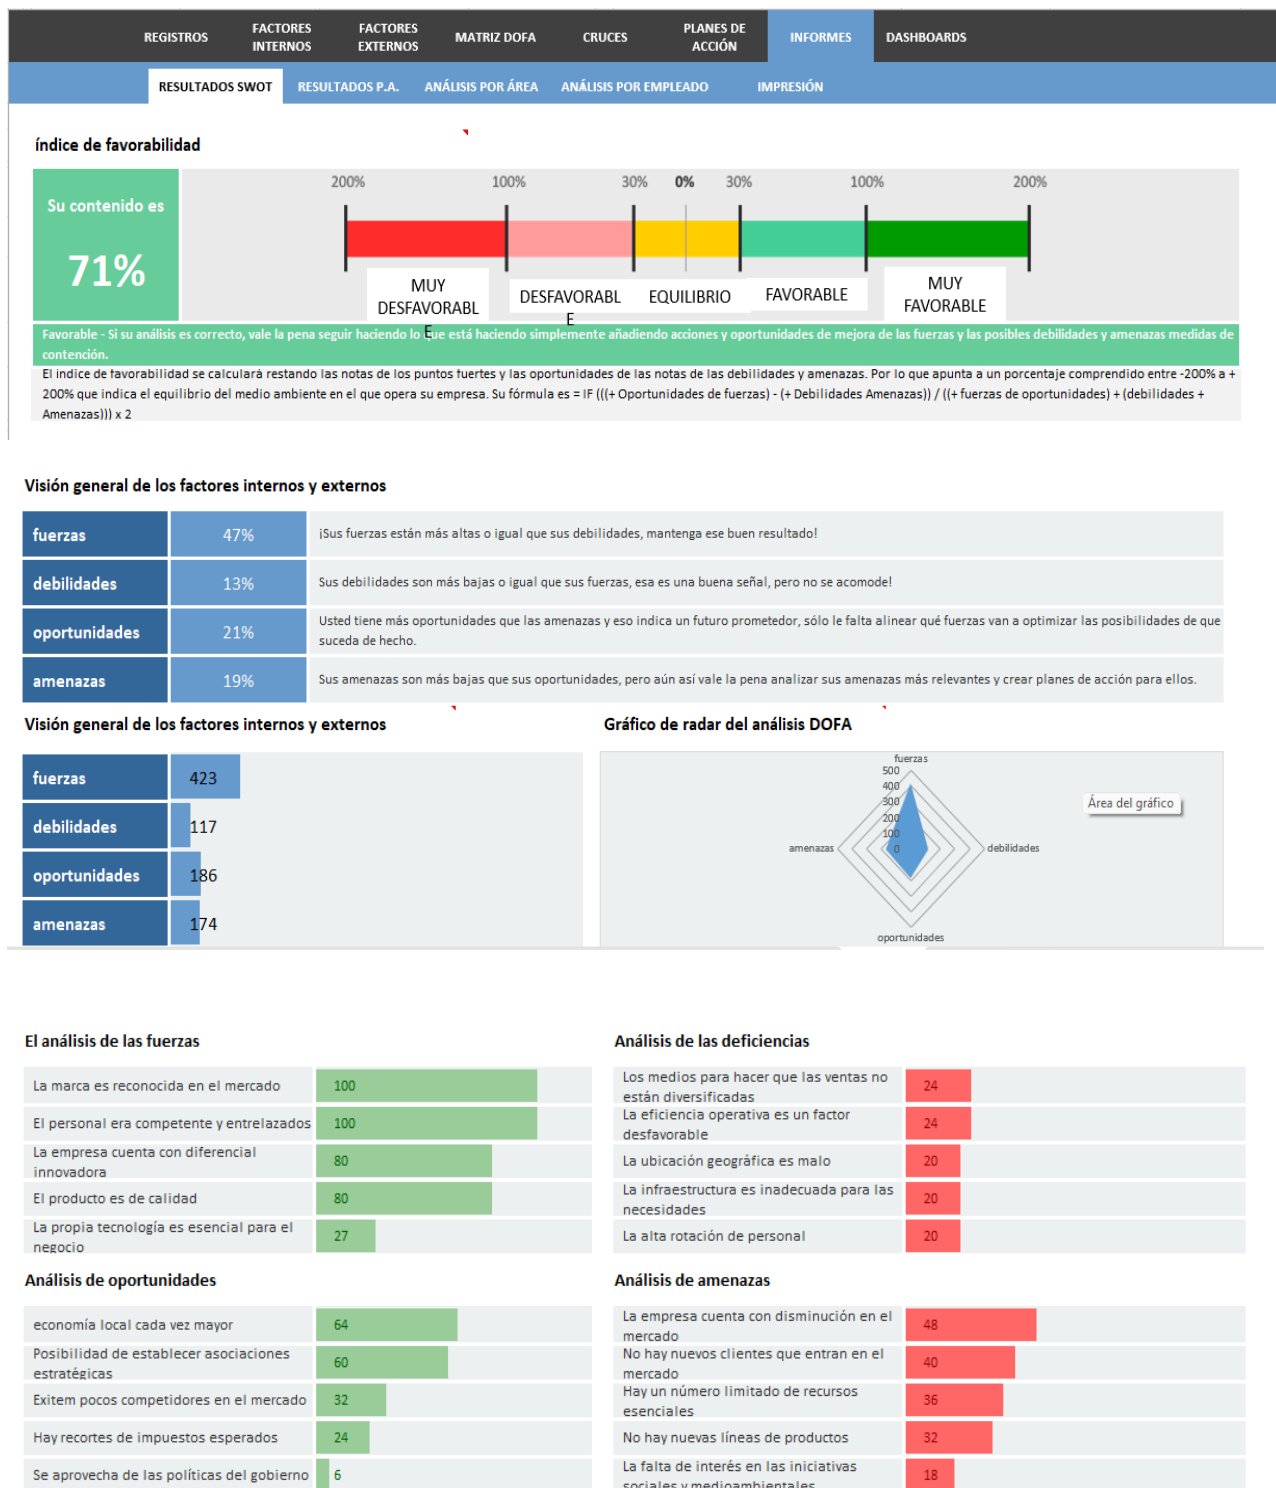 REGISTROS
FACTORES INTERNOS
FACTORES EXTERNOS
MATRIZ DOFA
CRUCES
PLANES DE ACCIÓN
INFORMES
DASHBOARDS
RESULTADOS SWOT
RESULTADOS P.A.
ANÁLISIS POR ÁREA
ANÁLISIS POR EMPLEADO
IMPRESIÓN
índice de favorabilidad
Su contenido es
71%
200% 100% 30% 0% 30% 100% 200%
MUY
DESFAVORABL
E
DESFAVORABL
E
EQUILIBRIO
FAVORABLE
MUY
FAVORABLE
Favorable - Si su análisis es correcto, vale la pena seguir haciendo lo que está haciendo simplemente añadiendo acciones y oportunidades de mejora de las fuerzas y las posibles debilidades y amenazas medidas de
contención.
El índice de favorabilidad se calculará restando las notas de los puntos fuertes y las oportunidades de las notas de las debilidades y amenazas. Por lo que apunta a un porcentaje comprendido entre -200% a +
200% que indica el equilibrio del medio ambiente en el que opera su empresa. Su fórmula es = IF (((+ Oportunidades de fuerzas) - (+ Debilidades Amenazas)) / ((+ fuerzas de oportunidades) + (debilidades +
Amenazas))) x 2
Visión general de los factores internos y externos
fuerzas 47% ¡Sus fuerzas están más altas o igual que sus debilidades, mantenga ese buen resultado!
debilidades 13% Sus debilidades son más bajas o igual que sus fuerzas, esa es una buena señal, pero no se acomode!
oportunidades 21% Usted tiene más oportunidades que las amenazas y eso indica un futuro prometedor, sólo le falta alinear qué fuerzas van a optimizar las posibilidades de que
suceda de hecho.
amenazas 19% Sus amenazas son más bajas que sus oportunidades, pero aún así vale la pena analizar sus amenazas más relevantes y crear planes de acción para ellos.
Visión general de los factores internos y externos
fuerzas 423
debilidades 117
oportunidades 186
amenazas 174
Gráfico de radar del análisis DOFA
fuerzas
500
400
300
200
100
0
amenazas
debilidades
oportunidades
Área del gráfico
El análisis de las fuerzas
La marca es reconocida en el mercado 100
El personal era competente y entrelazados 100
La empresa cuenta con diferencial
innovadora 80
El producto es de calidad 80
La propia tecnología es esencial para el
negocio 27
Análisis de las deficiencias
Los medios para hacer que las ventas no
están diversificadas 24
La eficiencia operativa es un factor
desfavorable 24
La ubicación geográfica es malo 20
La infraestructura es inadecuada para las
necesidades 20
La alta rotación de personal 20
Análisis de oportunidades
economía local cada vez mayor 64
Posibilidad de establecer asociaciones
estratégicas 60
Exitem pocos competidores en el mercado 32
Hay recortes de impuestos esperados 24
Se aprovecha de las políticas del gobierno 6
Análisis de amenazas
La empresa cuenta con disminución en el
mercado 48
No hay nuevos clientes que entran en el
mercado 40
Hay un número limitado de recursos
esenciales 36
No hay nuevas líneas de productos 32
La falta de interés en las iniciativas
sociales y medioambientales 18